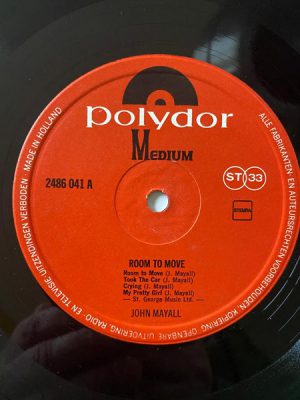 polydor
MEDIUM
2486 041 A
ST 33
STEMRA
ROOM TO MOVE
Room to Move (J. Mayall)
Took The Car (J. Mayall)
Crying (J. Mayall)
My Pretty Girl (J. Mayall)
— St. George Music Ltd. —
JOHN MAYALL
ALLE FABRIKANTEN- EN AUTEURSRECHTEN VOORBEHOUDEN. KOPIERING, OPENBARE UITVOERING, RADIO- EN TELEVISIE-UITZENDINGEN VERBODEN · MADE IN HOLLAND